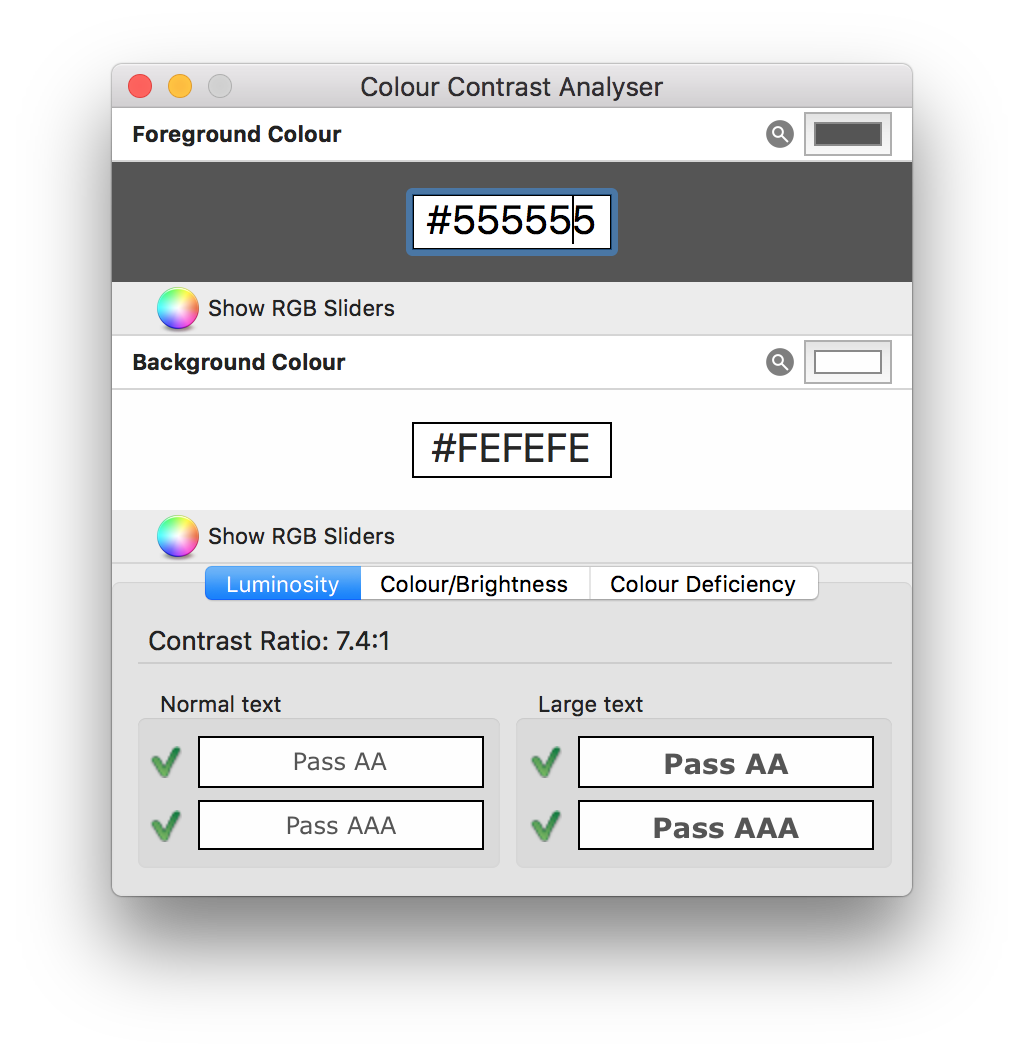 Colour Contrast Analyser
Foreground Colour
#555555
Show RGB Sliders
Background Colour
#FEFEFE
Show RGB Sliders
Luminosity Colour/Brightness Colour Deficiency
Contrast Ratio: 7.4:1
Normal text Large text
Pass AA Pass AA
Pass AAA Pass AAA